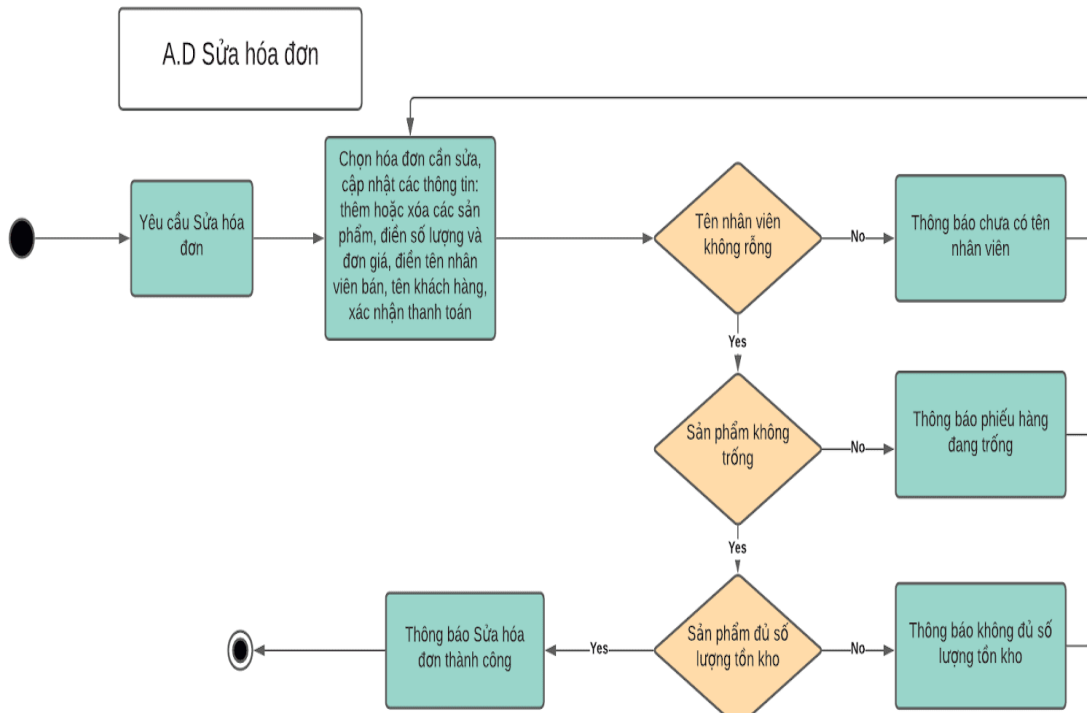 A.D Sửa hóa đơn
Yêu cầu Sửa hóa
đơn
Chọn hóa đơn cần sửa,
cập nhật các thông tin:
thêm hoặc xóa các sản
phẩm, điền số lượng và
đơn giá, điền tên nhân
viên bán, tên khách hàng,
xác nhận thanh toán
Tên nhân viên
không rỗng
No
Thông báo chưa có tên
nhân viên
Yes
Sản phẩm không
trống
No
Thông báo phiếu hàng
đang trống
Yes
Sản phẩm đủ số
lượng tồn kho
No
Thông báo không đủ số
lượng tồn kho
Yes
Thông báo Sửa hóa
đơn thành công